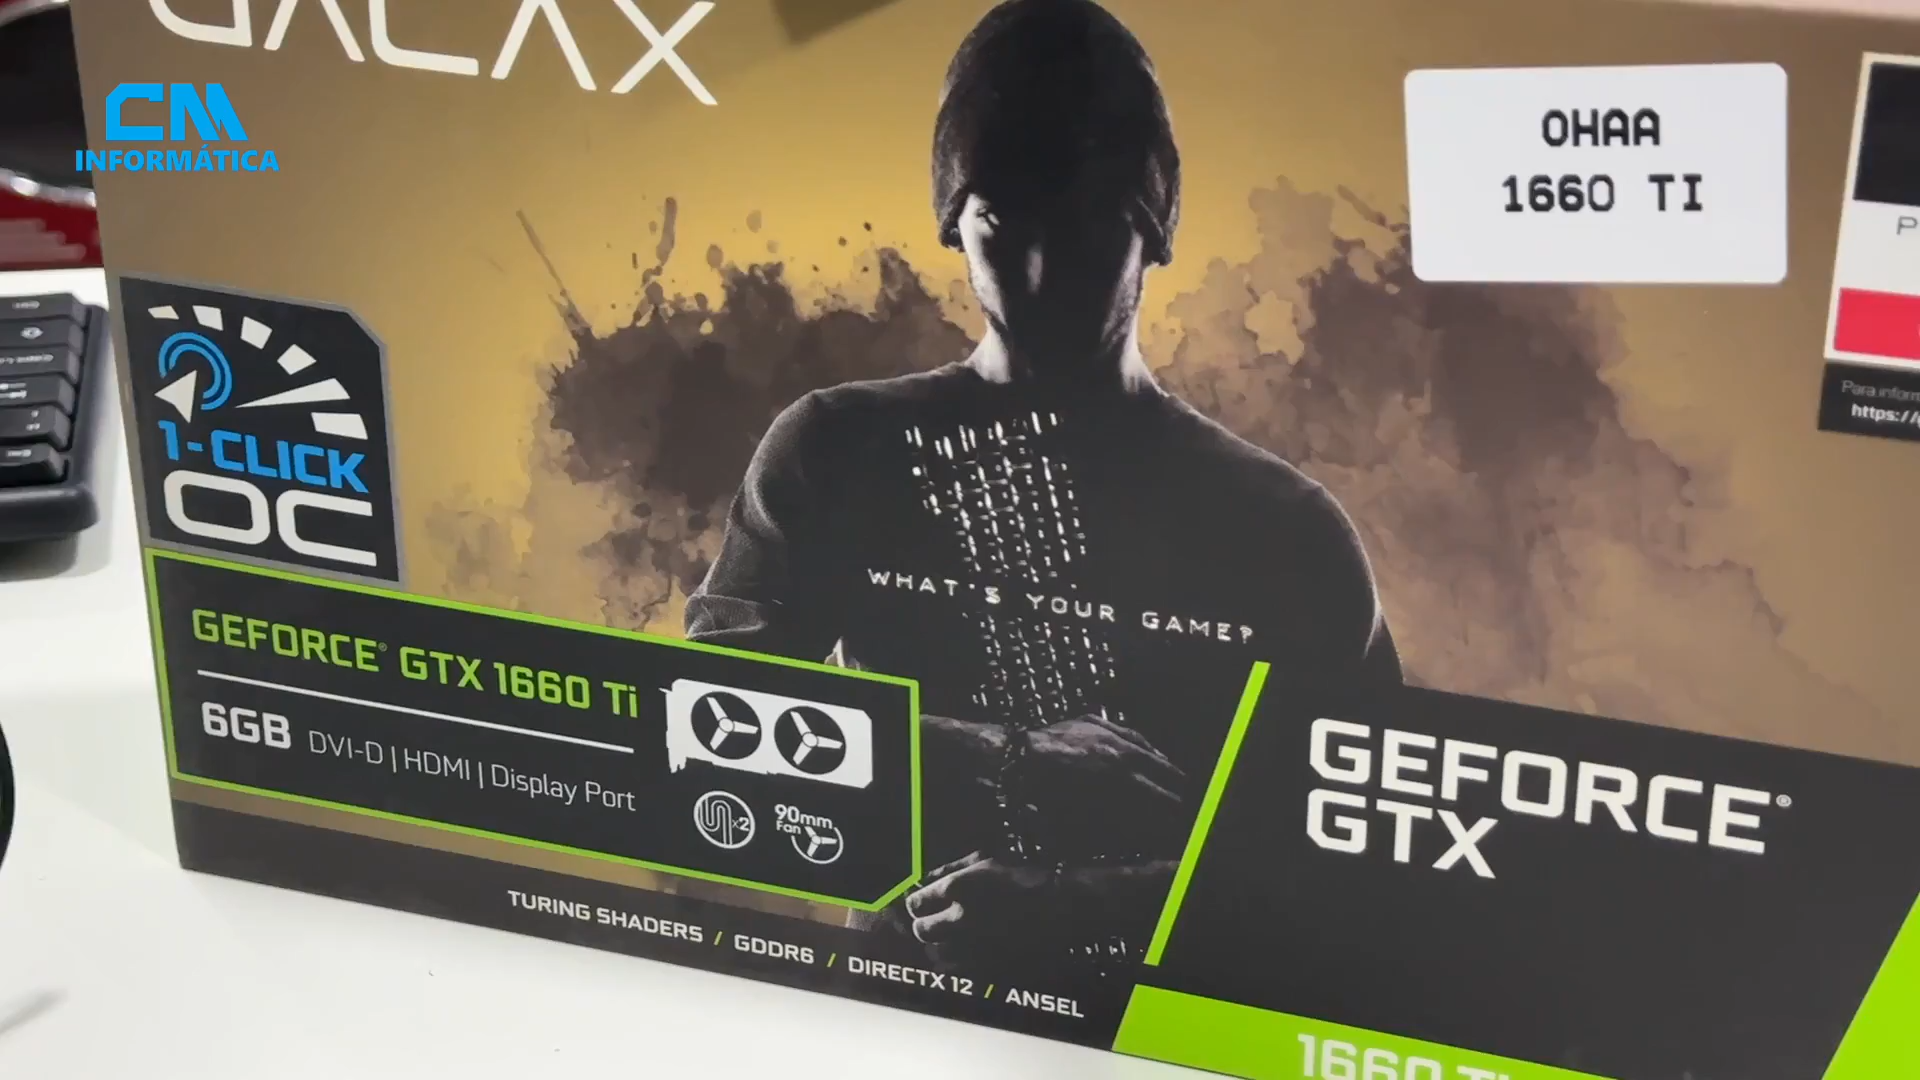 GALAX
CM
INFORMÁTICA
OHAA
1660 TI
1-CLICK
OC
WHAT'S YOUR GAME?
GEFORCE® GTX 1660 Ti
6GB DVI-D | HDMI | Display Port
x2
90mm
Fan
GEFORCE®
GTX
TURING SHADERS / GDDR6 / DIRECTX 12 / ANSEL
1660 Ti
https://